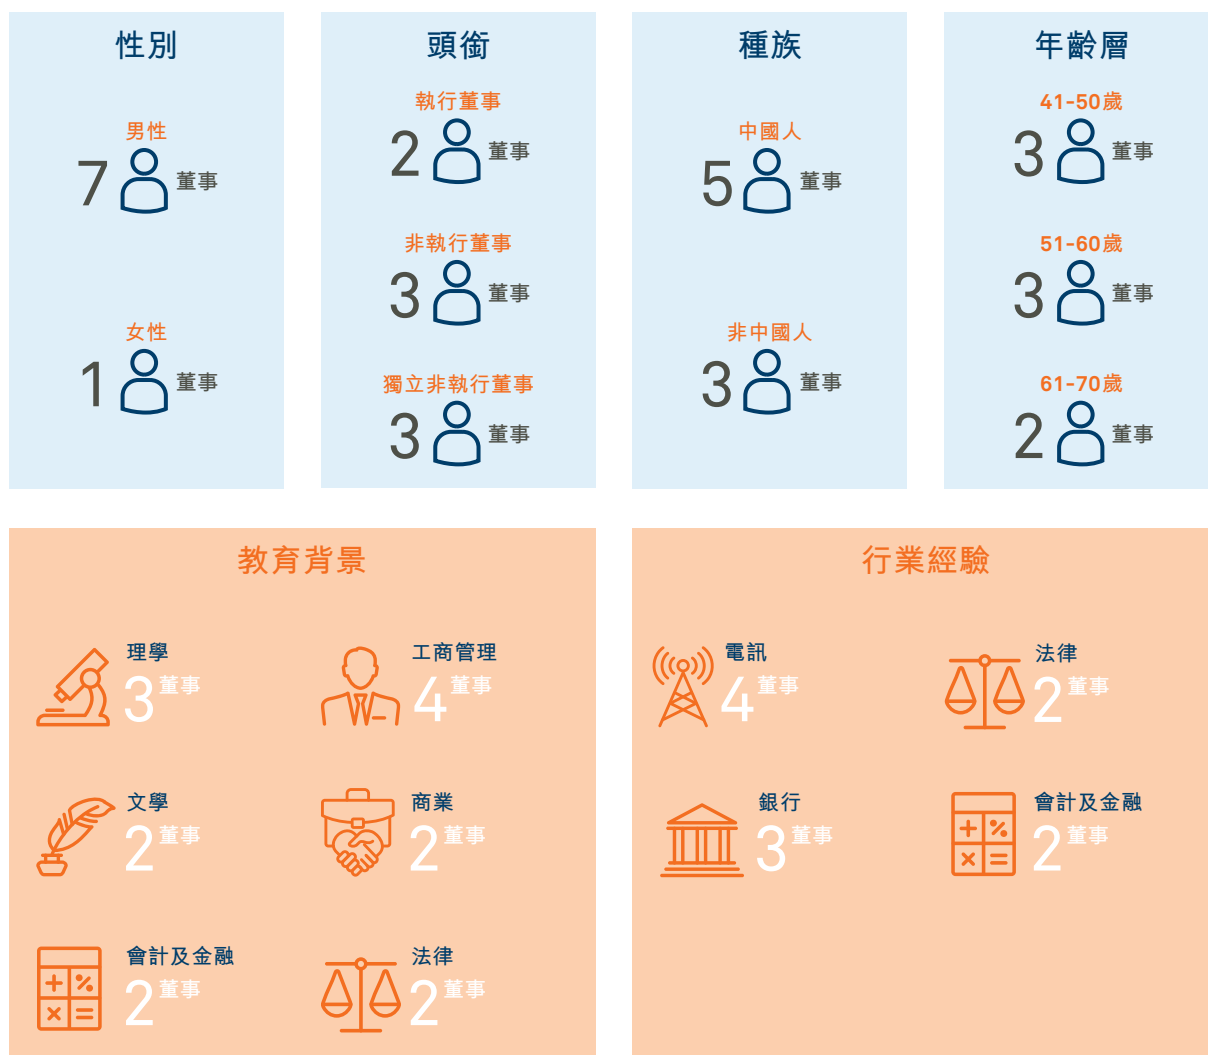 性別
男性
7 董事
女性
1 董事
頭銜
執行董事
2 董事
非執行董事
3 董事
獨立非執行董事
3 董事
種族
中國人
5 董事
非中國人
3 董事
年齡層
41-50歲
3 董事
51-60歲
3 董事
61-70歲
2 董事
教育背景
理學
3 董事
工商管理
4 董事
文學
2 董事
商業
2 董事
會計及金融
2 董事
法律
2 董事
行業經驗
電訊
4 董事
法律
2 董事
銀行
3 董事
會計及金融
2 董事